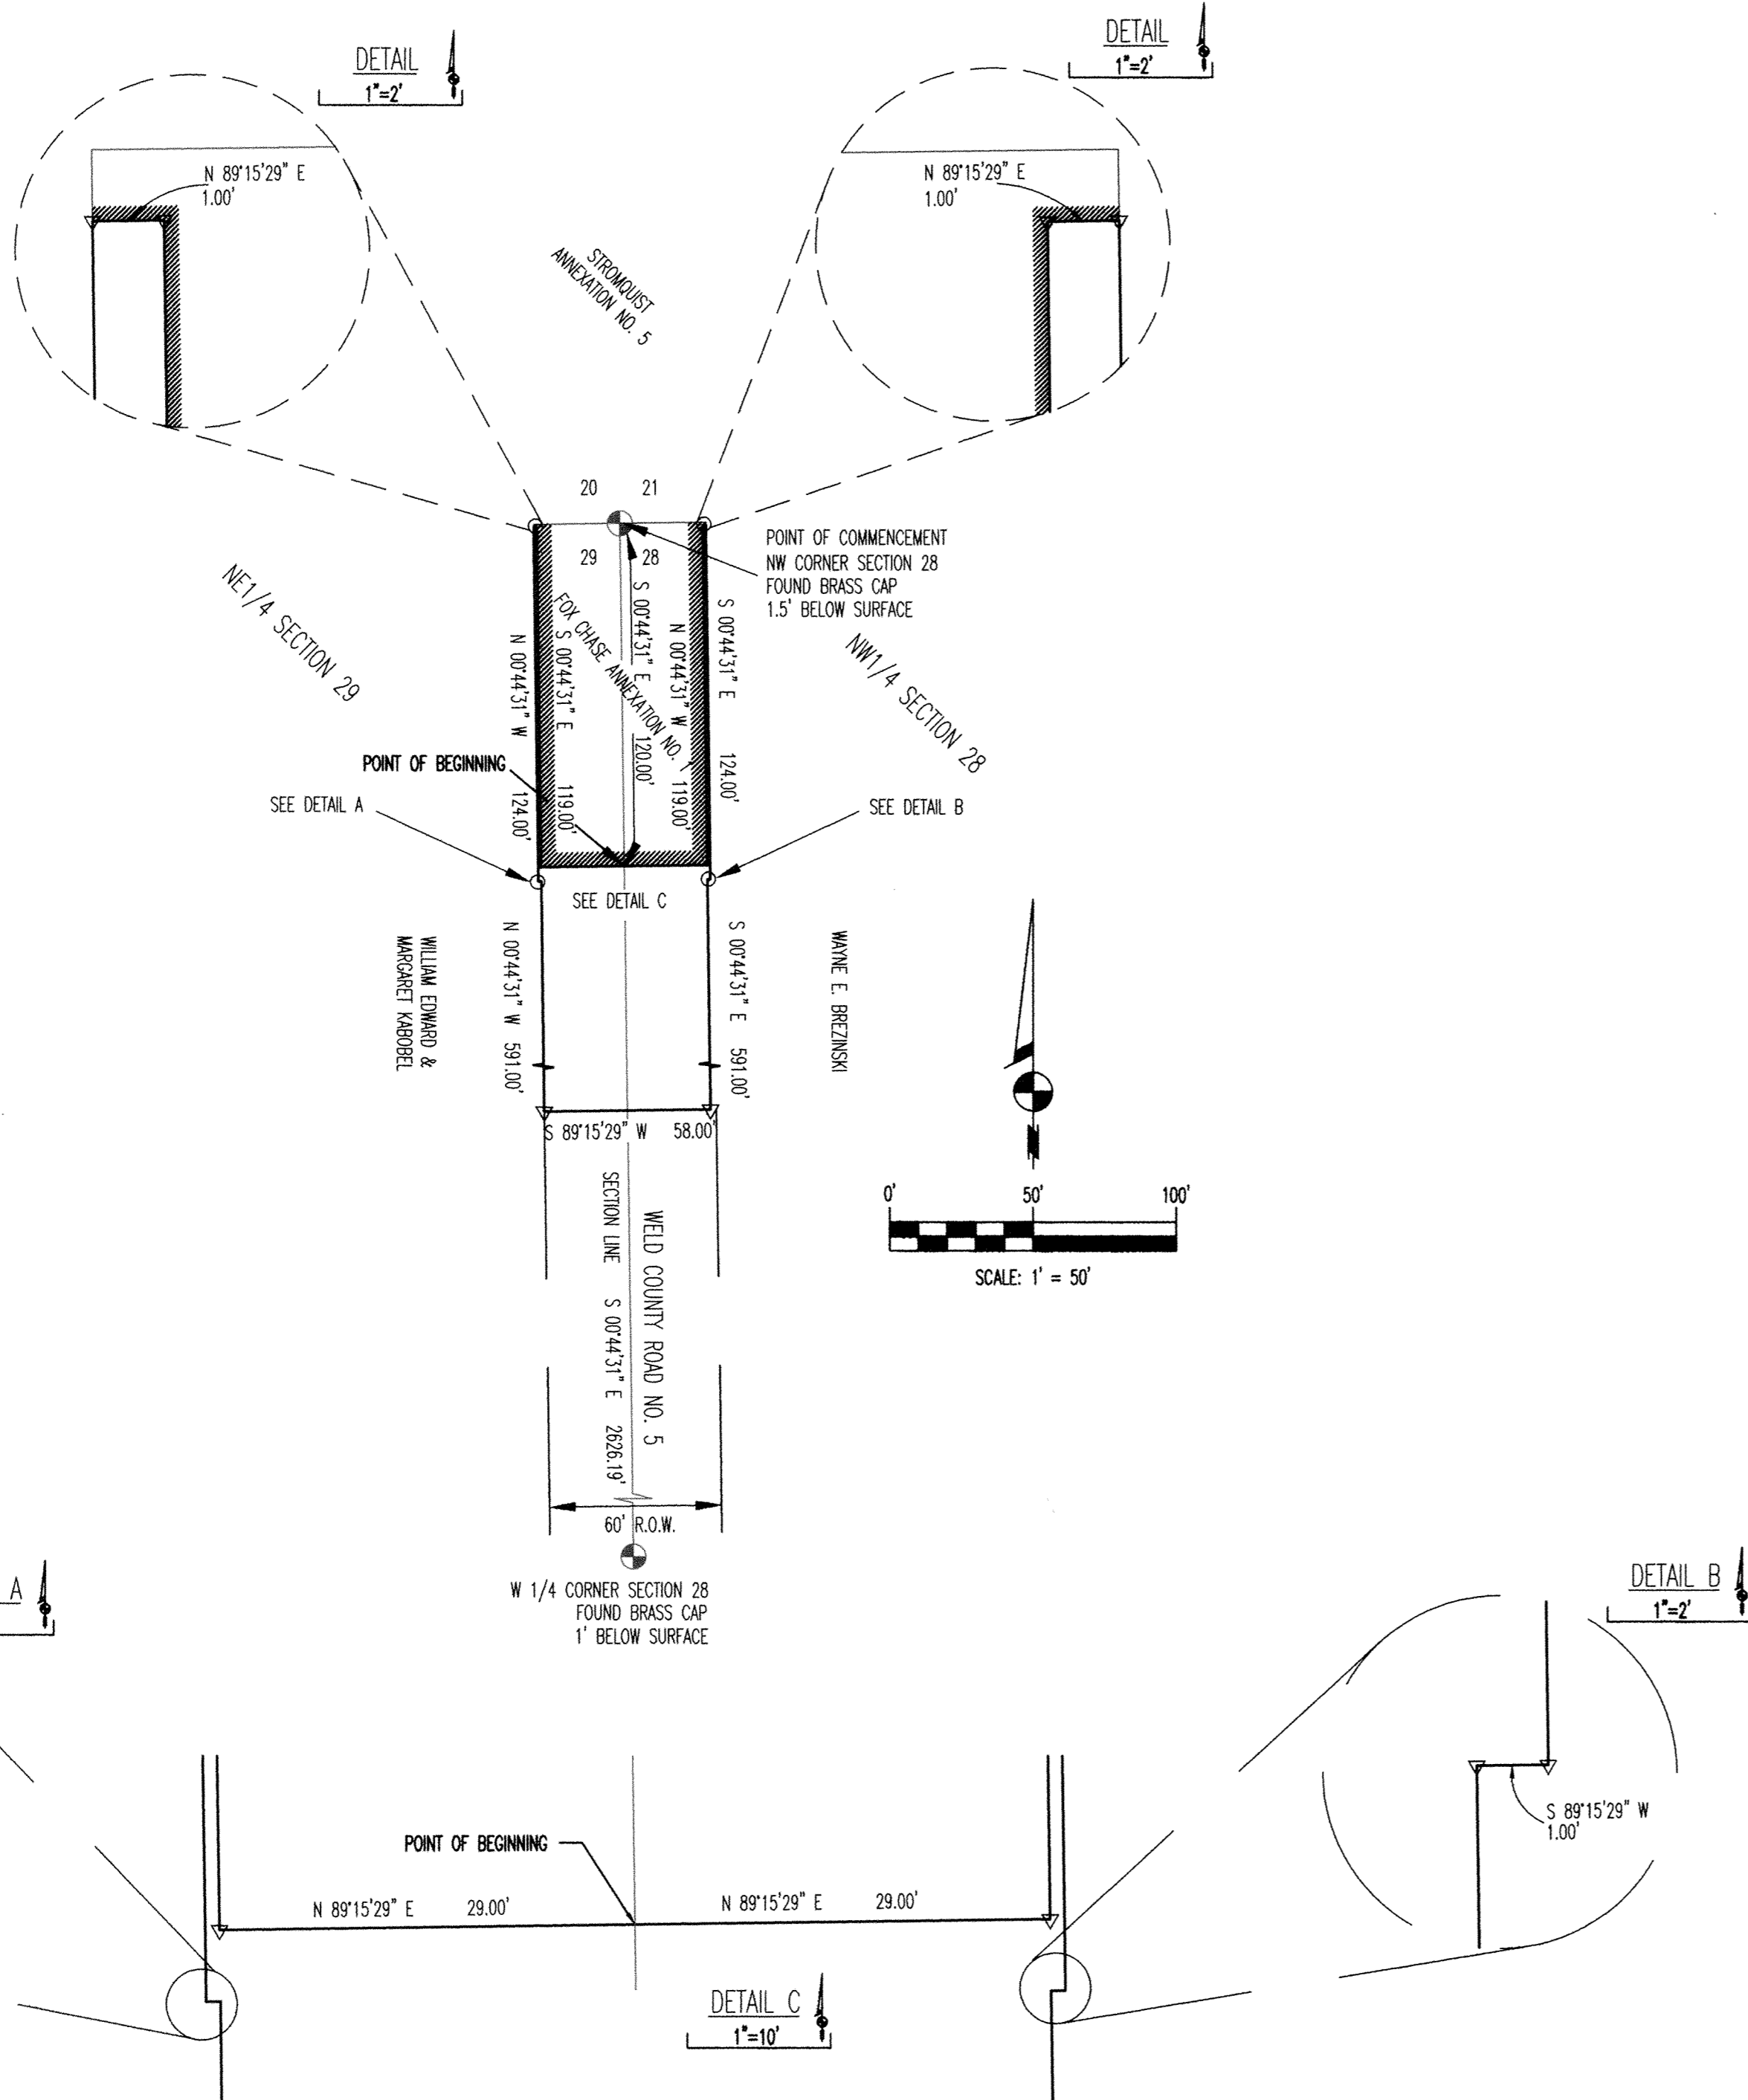 DETAIL
1"=2'
DETAIL
1"=2'
N 89°15'29" E
1.00'
N 89°15'29" E
1.00'
STROMQUIST
ANNEXATION NO. 5
20
21
29
28
POINT OF COMMENCEMENT
NW CORNER SECTION 28
FOUND BRASS CAP
1.5' BELOW SURFACE
NE1/4 SECTION 29
NW1/4 SECTION 28
FOX CHASE ANNEXATION NO. 1
N 00°44'31" W 124.00'
S 00°44'31" E 119.00'
S 00°44'31" E 120.00'
N 00°44'31" W 119.00'
S 00°44'31" E 124.00'
POINT OF BEGINNING
SEE DETAIL A
SEE DETAIL B
SEE DETAIL C
WILLIAM EDWARD &
MARGARET KABOBEL
N 00°44'31" W 591.00'
S 00°44'31" E 591.00'
WAYNE E. BREZINSKI
S 89°15'29" W 58.00'
N
0' 50' 100'
SCALE: 1' = 50'
SECTION LINE S 00°44'31" E 2626.19'
WELD COUNTY ROAD NO. 5
60' R.O.W.
W 1/4 CORNER SECTION 28
FOUND BRASS CAP
1' BELOW SURFACE
A
DETAIL B
1"=2'
S 89°15'29" W
1.00'
POINT OF BEGINNING
N 89°15'29" E 29.00'
N 89°15'29" E 29.00'
DETAIL C
1"=10'